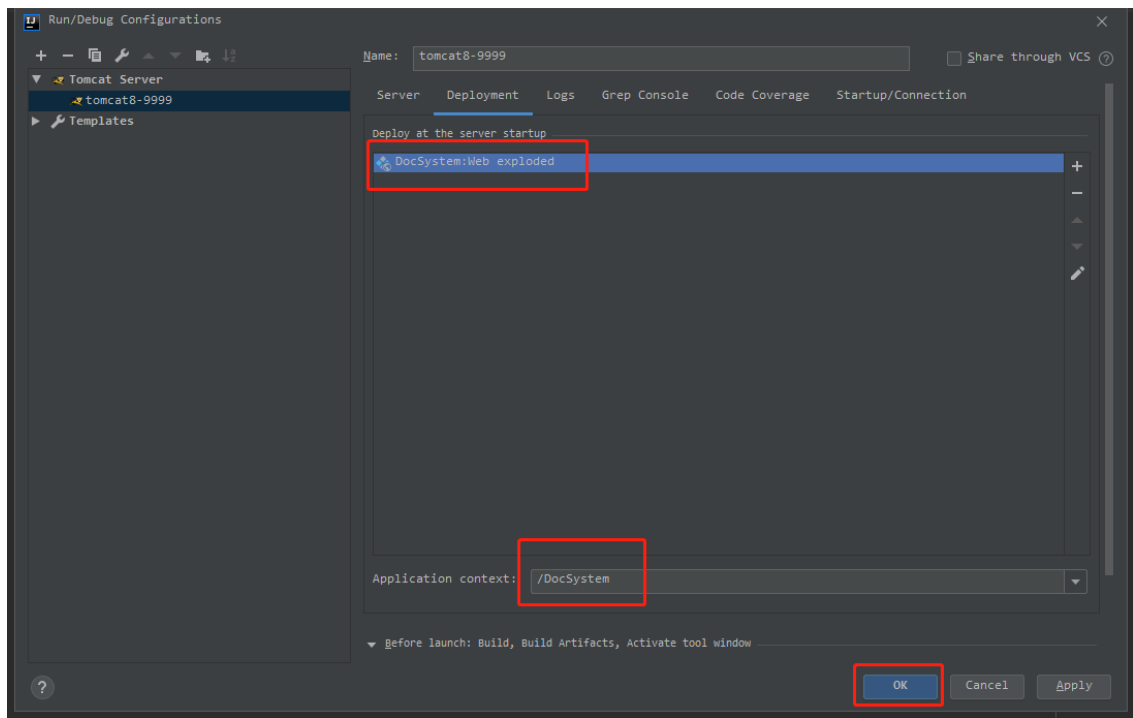 Run/Debug Configurations
Name: tomcat8-9999
Share through VCS
Tomcat Server
tomcat8-9999
Templates
Server Deployment Logs Grep Console Code Coverage Startup/Connection
Deploy at the server startup
DocSystem:Web exploded
Application context: /DocSystem
Before launch: Build, Build Artifacts, Activate tool window
OK Cancel Apply